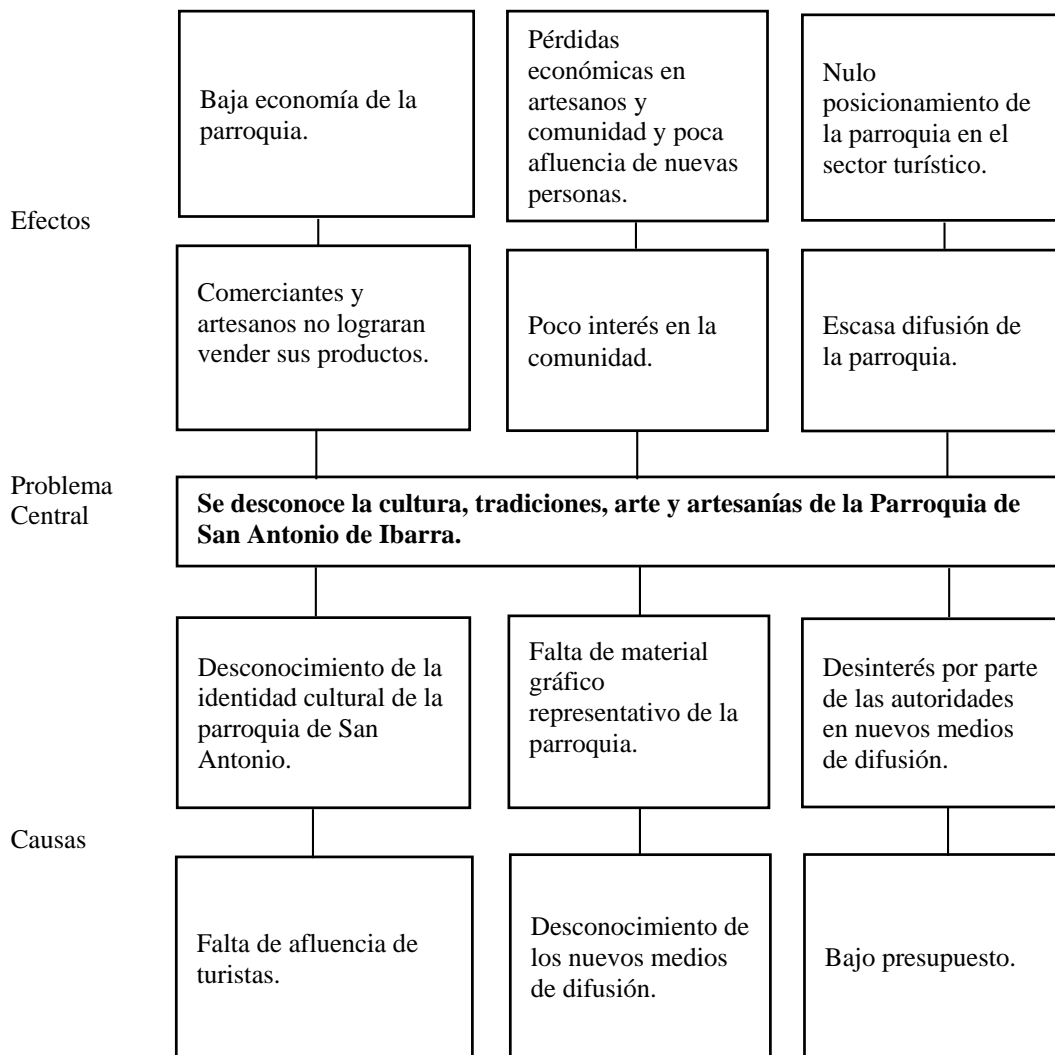 Baja economía de la
parroquia.
Pérdidas
económicas en
artesanos y
comunidad y poca
afluencia de nuevas
personas.
Nulo
posicionamiento de
la parroquia en el
sector turístico.
Efectos
Comerciantes y
artesanos no lograran
vender sus productos.
Poco interés en la
comunidad.
Escasa difusión de
la parroquia.
Problema
Central
Se desconoce la cultura, tradiciones, arte y artesanías de la Parroquia de
San Antonio de Ibarra.
Desconocimiento de la
identidad cultural de la
parroquia de San
Antonio.
Falta de material
gráfico
representativo de la
parroquia.
Desinterés por parte
de las autoridades
en nuevos medios
de difusión.
Causas
Falta de afluencia de
turistas.
Desconocimiento de
los nuevos medios
de difusión.
Bajo presupuesto.